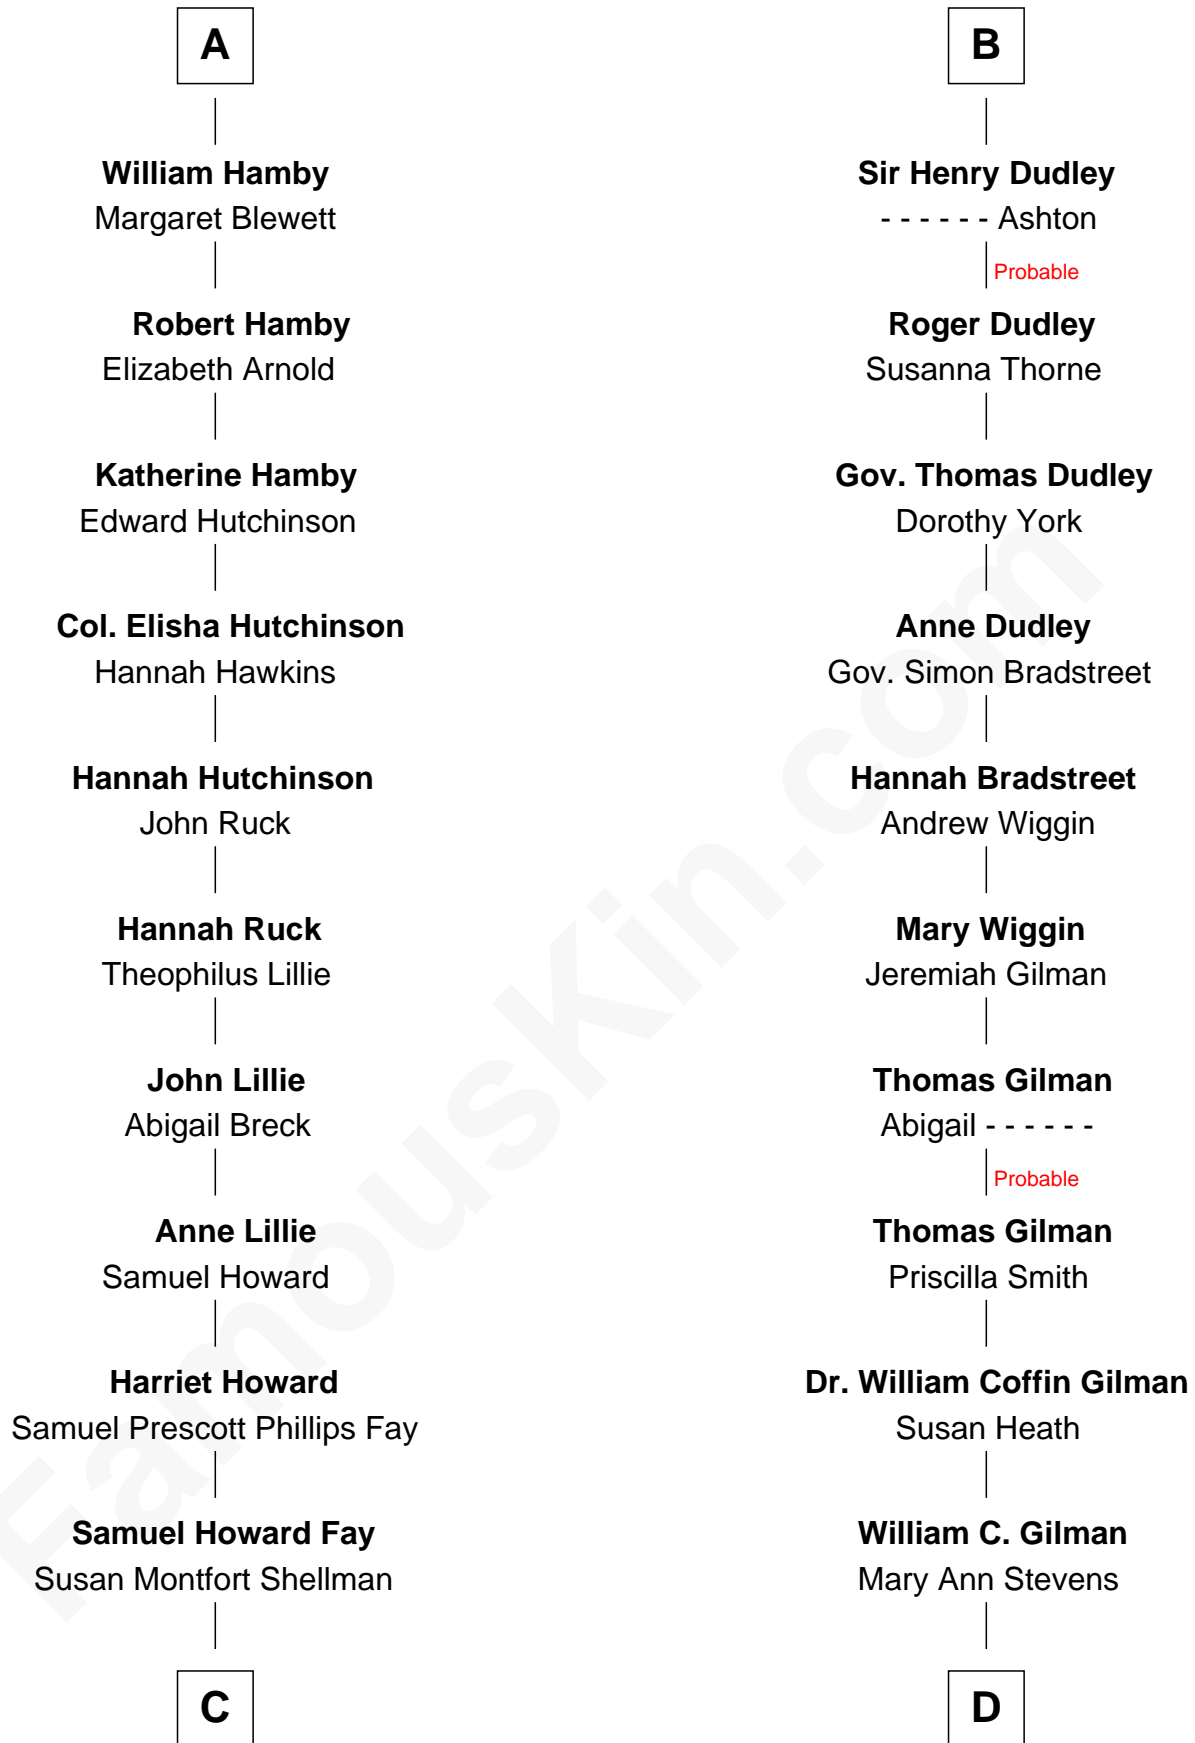 A
William Hamby
Margaret Blewett
Robert Hamby
Elizabeth Arnold
Katherine Hamby
Edward Hutchinson
Col. Elisha Hutchinson
Hannah Hawkins
Hannah Hutchinson
John Ruck
Hannah Ruck
Theophilus Lillie
John Lillie
Abigail Breck
Anne Lillie
Samuel Howard
Harriet Howard
Samuel Prescott Phillips Fay
Samuel Howard Fay
Susan Montfort Shellman
C
B
Sir Henry Dudley
- - - - - - Ashton
Probable
Roger Dudley
Susanna Thorne
Gov. Thomas Dudley
Dorothy York
Anne Dudley
Gov. Simon Bradstreet
Hannah Bradstreet
Andrew Wiggin
Mary Wiggin
Jeremiah Gilman
Thomas Gilman
Abigail - - - - - -
Probable
Thomas Gilman
Priscilla Smith
Dr. William Coffin Gilman
Susan Heath
William C. Gilman
Mary Ann Stevens
D
FamousKin.com